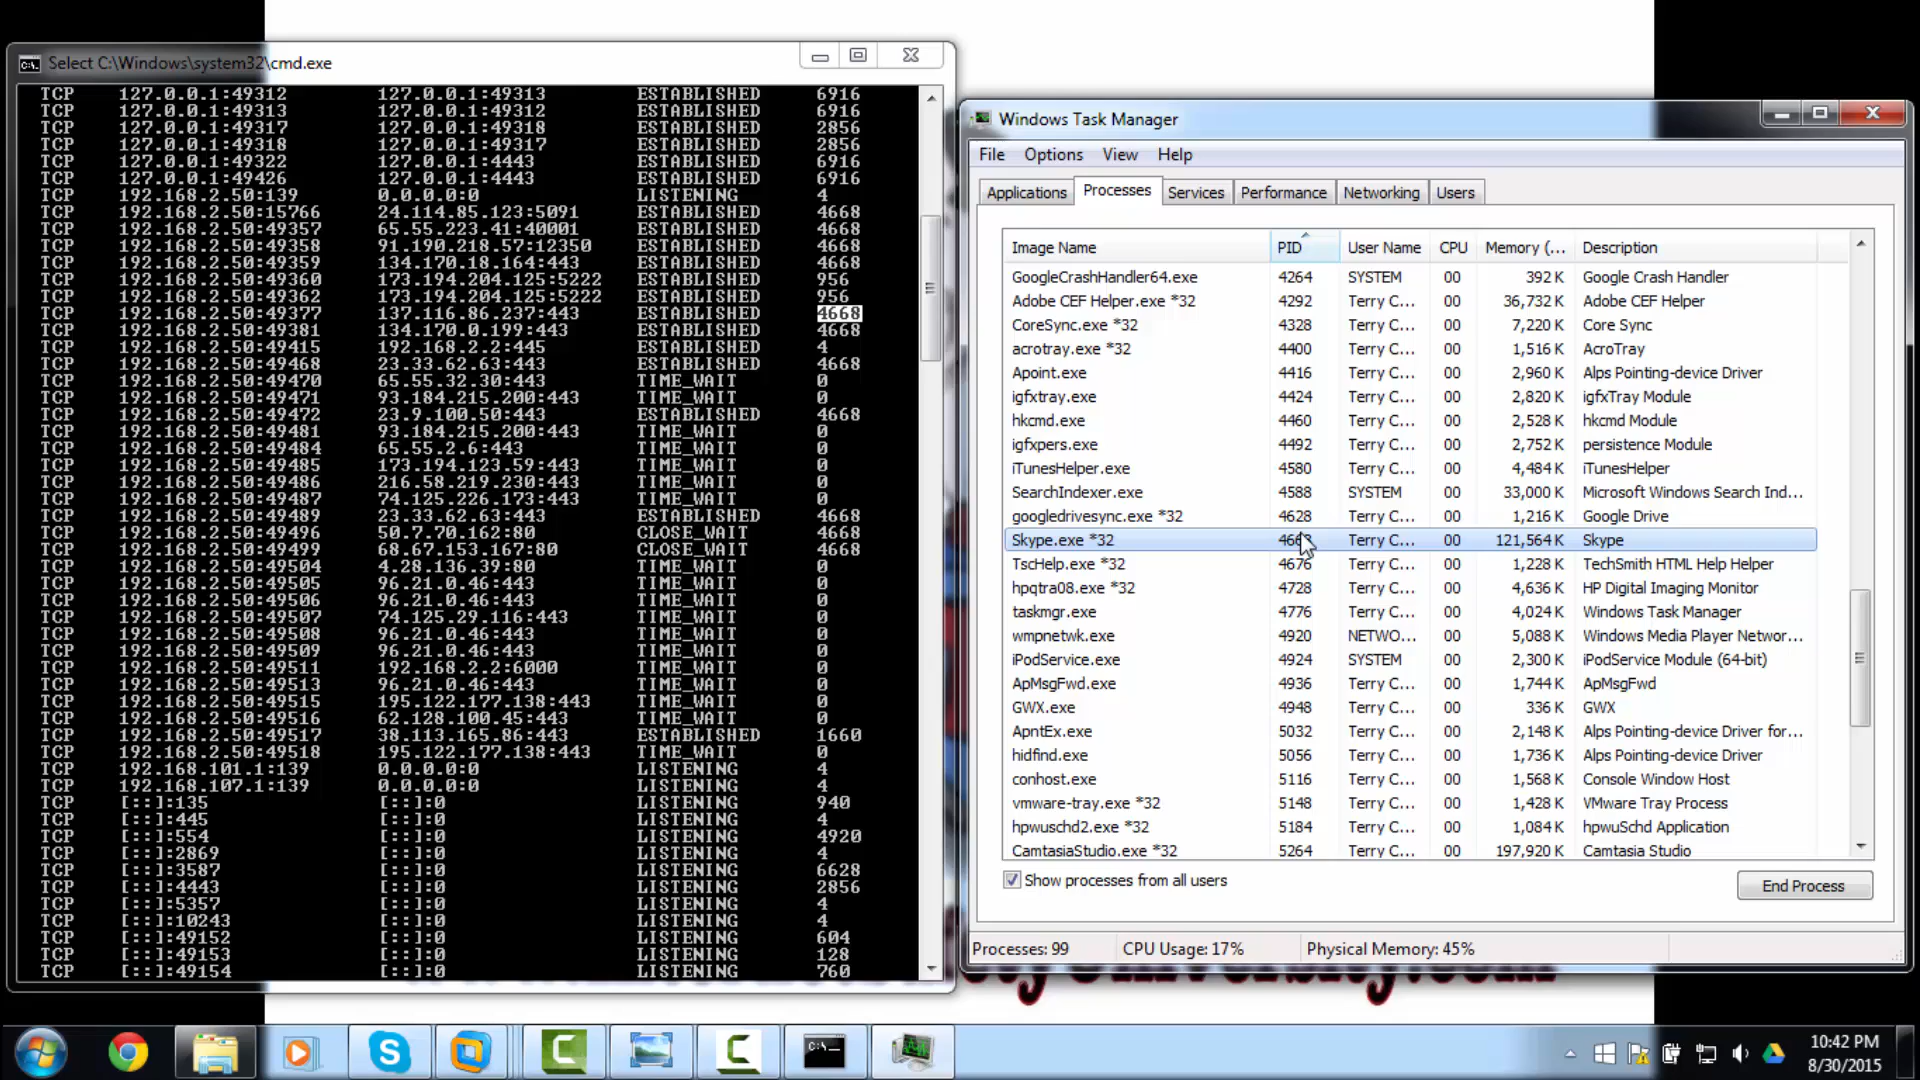 Select C:\Windows\system32\cmd.exe
TCP 127.0.0.1:49312 127.0.0.1:49313 ESTABLISHED 6916
TCP 127.0.0.1:49313 127.0.0.1:49312 ESTABLISHED 6916
TCP 127.0.0.1:49317 127.0.0.1:49318 ESTABLISHED 2856
TCP 127.0.0.1:49318 127.0.0.1:49317 ESTABLISHED 2856
TCP 127.0.0.1:49322 127.0.0.1:4443 ESTABLISHED 6916
TCP 127.0.0.1:49426 127.0.0.1:4443 ESTABLISHED 6916
TCP 192.168.2.50:139 0.0.0.0:0 LISTENING 4
TCP 192.168.2.50:15766 24.114.85.123:5091 ESTABLISHED 4668
TCP 192.168.2.50:49357 65.55.223.41:40001 ESTABLISHED 4668
TCP 192.168.2.50:49358 91.190.218.57:12350 ESTABLISHED 4668
TCP 192.168.2.50:49359 134.170.18.164:443 ESTABLISHED 4668
TCP 192.168.2.50:49360 173.194.204.125:5222 ESTABLISHED 956
TCP 192.168.2.50:49362 173.194.204.125:5222 ESTABLISHED 956
TCP 192.168.2.50:49377 137.116.86.237:443 ESTABLISHED 4668
TCP 192.168.2.50:49381 134.170.0.199:443 ESTABLISHED 4668
TCP 192.168.2.50:49415 192.168.2.2:445 ESTABLISHED 4
TCP 192.168.2.50:49468 23.33.62.63:443 ESTABLISHED 4668
TCP 192.168.2.50:49470 65.55.32.30:443 TIME_WAIT 0
TCP 192.168.2.50:49471 93.184.215.200:443 TIME_WAIT 0
TCP 192.168.2.50:49472 23.9.100.50:443 ESTABLISHED 4668
TCP 192.168.2.50:49481 93.184.215.200:443 TIME_WAIT 0
TCP 192.168.2.50:49484 65.55.2.6:443 TIME_WAIT 0
TCP 192.168.2.50:49485 173.194.123.59:443 TIME_WAIT 0
TCP 192.168.2.50:49486 216.58.219.230:443 TIME_WAIT 0
TCP 192.168.2.50:49487 74.125.226.173:443 TIME_WAIT 0
TCP 192.168.2.50:49489 23.33.62.63:443 ESTABLISHED 4668
TCP 192.168.2.50:49496 50.7.70.162:80 CLOSE_WAIT 4668
TCP 192.168.2.50:49499 68.67.153.167:80 CLOSE_WAIT 4668
TCP 192.168.2.50:49504 4.28.136.39:80 TIME_WAIT 0
TCP 192.168.2.50:49505 96.21.0.46:443 TIME_WAIT 0
TCP 192.168.2.50:49506 96.21.0.46:443 TIME_WAIT 0
TCP 192.168.2.50:49507 74.125.29.116:443 TIME_WAIT 0
TCP 192.168.2.50:49508 96.21.0.46:443 TIME_WAIT 0
TCP 192.168.2.50:49509 96.21.0.46:443 TIME_WAIT 0
TCP 192.168.2.50:49511 192.168.2.2:6000 TIME_WAIT 0
TCP 192.168.2.50:49513 96.21.0.46:443 TIME_WAIT 0
TCP 192.168.2.50:49515 195.122.177.138:443 TIME_WAIT 0
TCP 192.168.2.50:49516 62.128.100.45:443 TIME_WAIT 0
TCP 192.168.2.50:49517 38.113.165.86:443 ESTABLISHED 1660
TCP 192.168.2.50:49518 195.122.177.138:443 TIME_WAIT 0
TCP 192.168.101.1:139 0.0.0.0:0 LISTENING 4
TCP 192.168.107.1:139 0.0.0.0:0 LISTENING 4
TCP [::]:135 [::]:0 LISTENING 940
TCP [::]:445 [::]:0 LISTENING 4
TCP [::]:554 [::]:0 LISTENING 4920
TCP [::]:2869 [::]:0 LISTENING 4
TCP [::]:3587 [::]:0 LISTENING 6628
TCP [::]:4443 [::]:0 LISTENING 2856
TCP [::]:5357 [::]:0 LISTENING 4
TCP [::]:10243 [::]:0 LISTENING 4
TCP [::]:49152 [::]:0 LISTENING 604
TCP [::]:49153 [::]:0 LISTENING 128
TCP [::]:49154 [::]:0 LISTENING 760
Windows Task Manager
File Options View Help
Applications Processes Services Performance Networking Users
Image Name PID User Name CPU Memory (... Description
GoogleCrashHandler64.exe 4264 SYSTEM 00 392 K Google Crash Handler
Adobe CEF Helper.exe *32 4292 Terry C... 00 36,732 K Adobe CEF Helper
CoreSync.exe *32 4328 Terry C... 00 7,220 K Core Sync
acrotray.exe *32 4400 Terry C... 00 1,516 K AcroTray
Apoint.exe 4416 Terry C... 00 2,960 K Alps Pointing-device Driver
igfxtray.exe 4424 Terry C... 00 2,820 K igfxTray Module
hkcmd.exe 4460 Terry C... 00 2,528 K hkcmd Module
igfxpers.exe 4492 Terry C... 00 2,752 K persistence Module
iTunesHelper.exe 4580 Terry C... 00 4,484 K iTunesHelper
SearchIndexer.exe 4588 SYSTEM 00 33,000 K Microsoft Windows Search Ind...
googledrivesync.exe *32 4628 Terry C... 00 1,216 K Google Drive
Skype.exe *32 4668 Terry C... 00 121,564 K Skype
TscHelp.exe *32 4676 Terry C... 00 1,228 K TechSmith HTML Help Helper
hpqtra08.exe *32 4728 Terry C... 00 4,636 K HP Digital Imaging Monitor
taskmgr.exe 4776 Terry C... 00 4,024 K Windows Task Manager
wmpnetwk.exe 4920 NETWO... 00 5,088 K Windows Media Player Networ...
iPodService.exe 4924 SYSTEM 00 2,300 K iPodService Module (64-bit)
ApMsgFwd.exe 4936 Terry C... 00 1,744 K ApMsgFwd
GWX.exe 4948 Terry C... 00 336 K GWX
ApntEx.exe 5032 Terry C... 00 2,148 K Alps Pointing-device Driver for...
hidfind.exe 5056 Terry C... 00 1,736 K Alps Pointing-device Driver
conhost.exe 5116 Terry C... 00 1,568 K Console Window Host
vmware-tray.exe *32 5148 Terry C... 00 1,428 K VMware Tray Process
hpwuschd2.exe *32 5184 Terry C... 00 1,084 K hpwuSchd Application
CamtasiaStudio.exe *32 5264 Terry C... 00 197,920 K Camtasia Studio
Show processes from all users
End Process
Processes: 99 CPU Usage: 17% Physical Memory: 45%
10:42 PM
8/30/2015